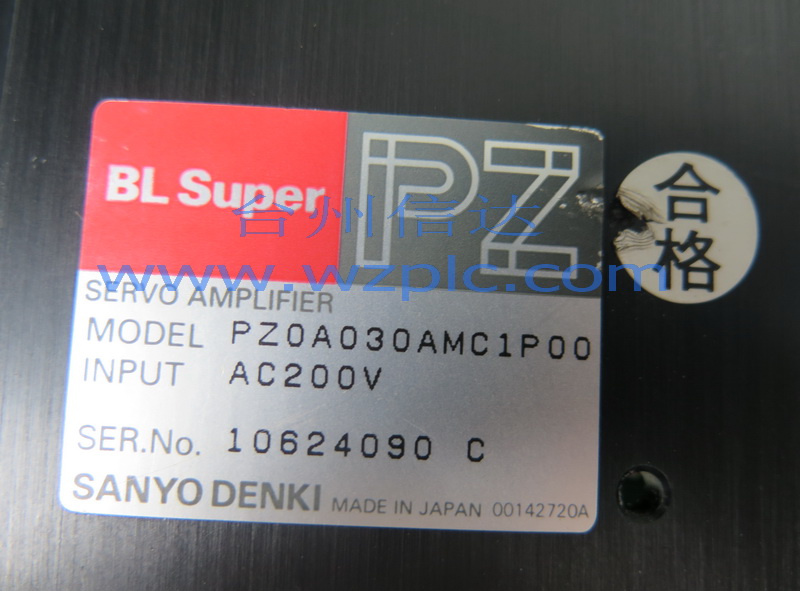 BL Super PZ
台州信达
www.wzplc.com
合格
SERVO AMPLIFIER
MODEL PZ0A030AMC1P00
INPUT AC200V
SER.No. 10624090 C
SANYO DENKI MADE IN JAPAN 00142720A